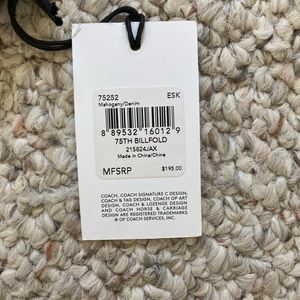 75252 ESK
Mahogany/Denim
8 89532 16012 9
75TH BILLFOLD
215824JAX
Made in China/Chine
MFSRP $195.00
COACH, COACH SIGNATURE C DESIGN,
COACH & TAG DESIGN, COACH OP ART
DESIGN, COACH & LOZENGE DESIGN
AND COACH HORSE & CARRIAGE
DESIGN ARE REGISTERED TRADEMARKS
® OF COACH SERVICES, INC.